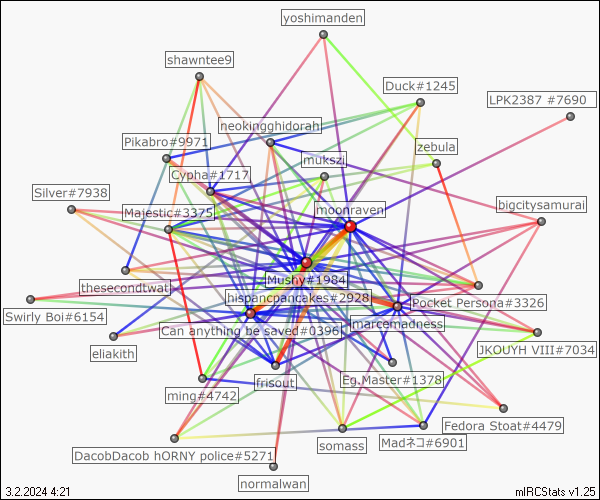 yoshimanden
shawntee9
Duck#1245
LPK2387 #7690
neokingghidorah
Pikabro#9971
zebula
mukszi
Cypha#1717
Silver#7938
bigcitysamurai
Majestic#3375
moonraven
Mushy#1984
thesecondtwat
hispancpancakes#2928
Pocket Persona#3326
Swirly Boi#6154
marcemadness
Can anything be saved#0396
eliakith
JKOUYH VIII#7034
Eg.Master#1378
frisout
ming#4742
Fedora Stoat#4479
somass
Madネコ#6901
DacobDacob hORNY police#5271
normalwan
3.2.2024 4:21
mIRCStats v1.25